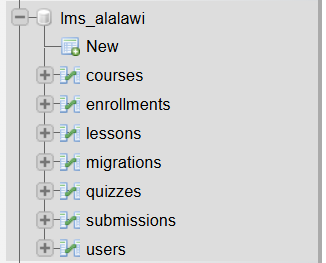 lms_alalawi
New
courses
enrollments
lessons
migrations
quizzes
submissions
users